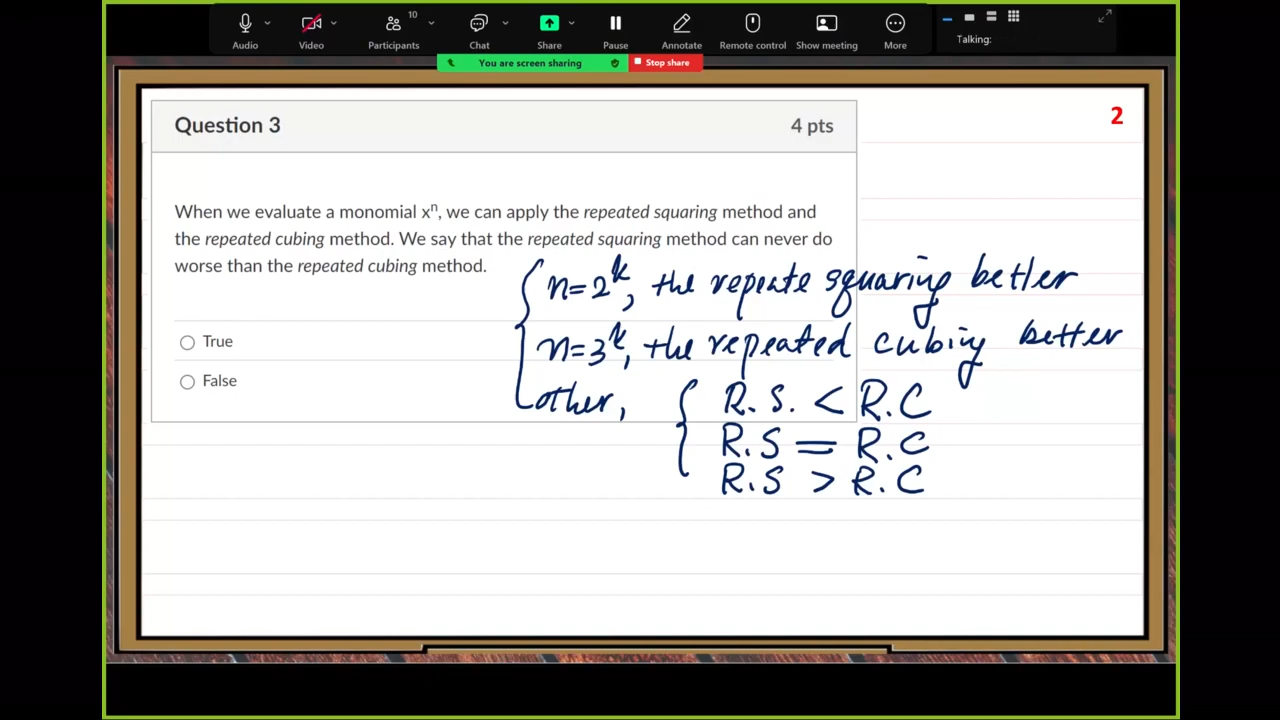 10
Audio Video Participants Chat Share Pause Annotate Remote control Show meeting More
Talking:
You are screen sharing Stop share
2
Question 3 4 pts
When we evaluate a monomial xⁿ, we can apply the repeated squaring method and
the repeated cubing method. We say that the repeated squaring method can never do
worse than the repeated cubing method.
n=2^k, the repeate squaring better
True
n=3^k, the repeated cubing better
False
other,
R.S. < R.C
R.S = R.C
R.S > R.C